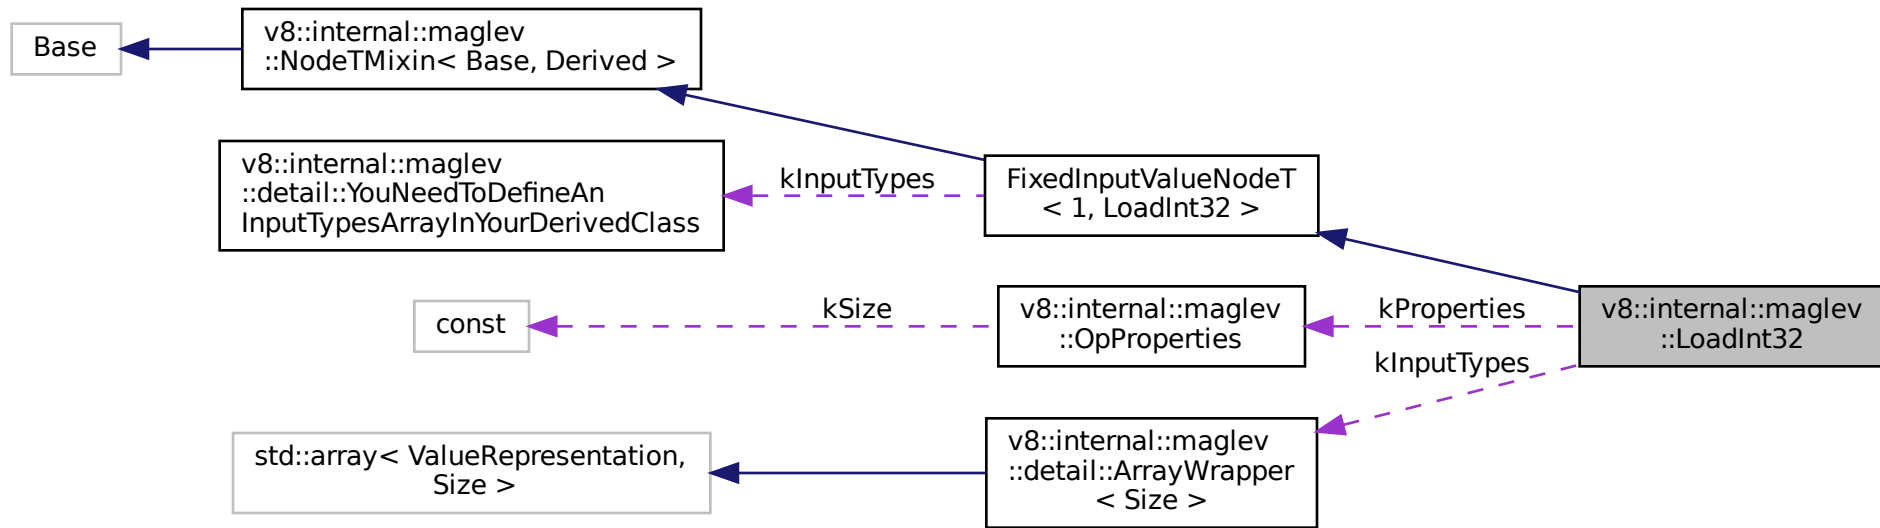 Base
v8::internal::maglev
::NodeTMixin< Base, Derived >
v8::internal::maglev
::detail::YouNeedToDefineAn
InputTypesArrayInYourDerivedClass
kInputTypes
FixedInputValueNodeT
< 1, LoadInt32 >
const
kSize
v8::internal::maglev
::OpProperties
kProperties
v8::internal::maglev
::LoadInt32
kInputTypes
std::array< ValueRepresentation,
Size >
v8::internal::maglev
::detail::ArrayWrapper
< Size >